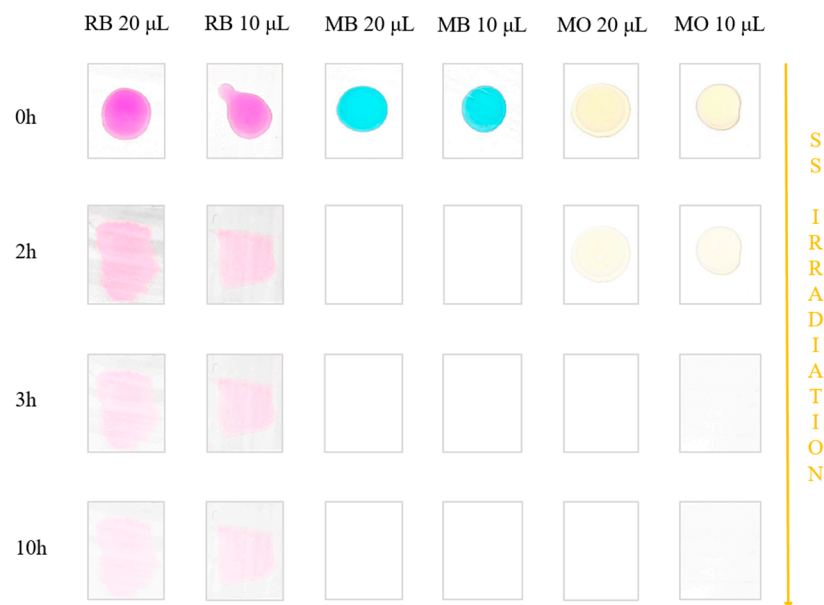 RB 20 μL RB 10 μL MB 20 μL MB 10 μL MO 20 μL MO 10 μL
0h
2h
3h
10h
SS IRRADIATION